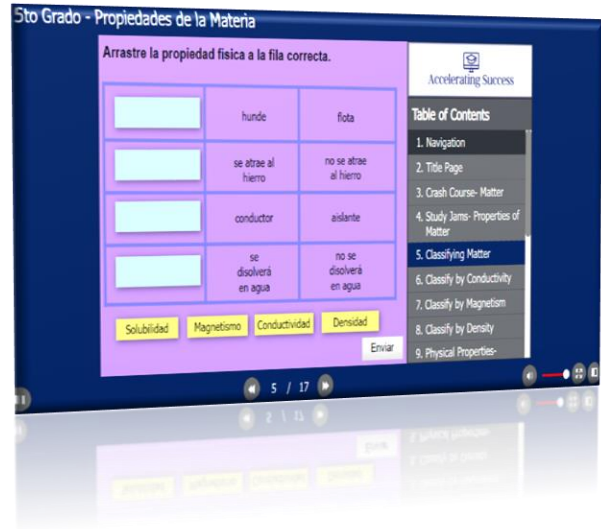 5to Grado - Propiedades de la Materia
Arrastre la propiedad física a la fila correcta.
hunde
flota
se atrae al
hierro
no se atrae
al hierro
conductor
aislante
se
disolverá
en agua
no se
disolverá
en agua
Solubilidad
Magnetismo
Conductividad
Densidad
Enviar
Accelerating Success
Table of Contents
1. Navigation
2. Title Page
3. Crash Course- Matter
4. Study Jams- Properties of
Matter
5. Classifying Matter
6. Classify by Conductivity
7. Classify by Magnetism
8. Classify by Density
9. Physical Properties-
5 / 17